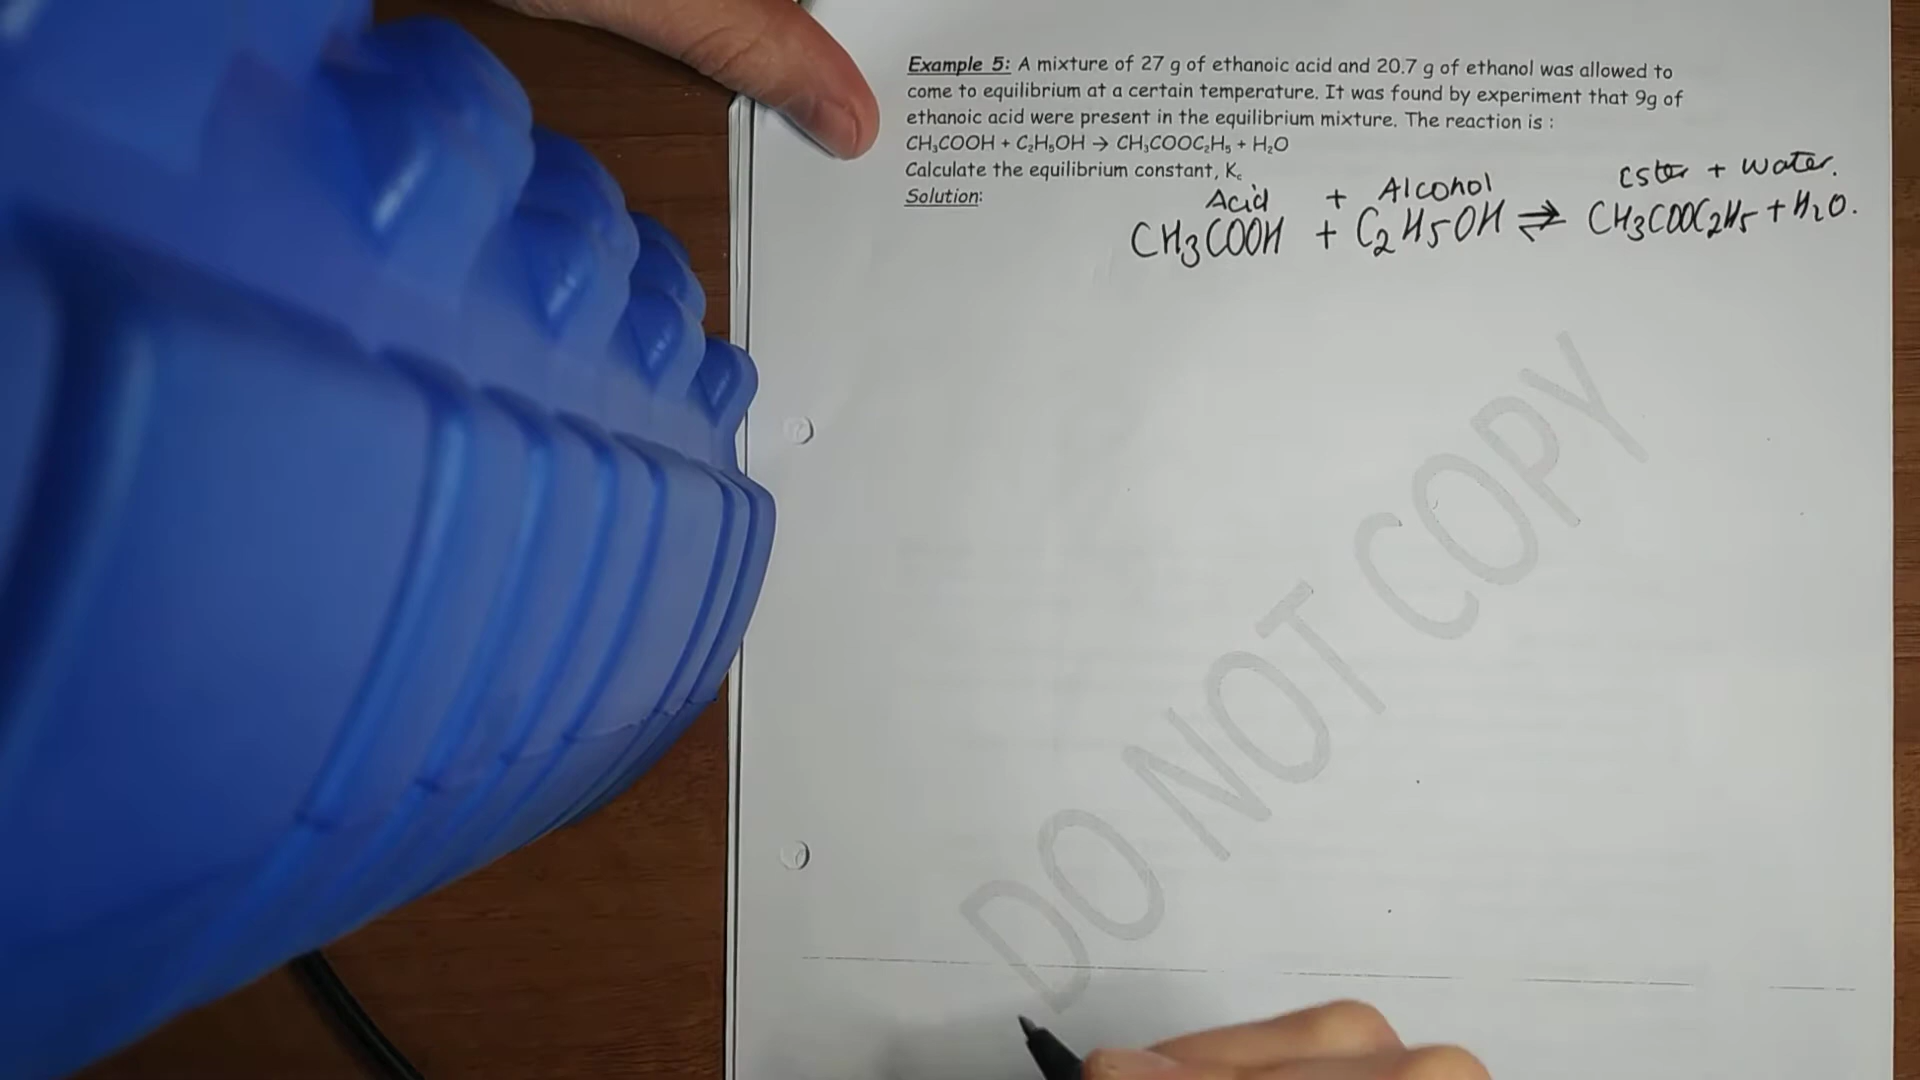 Example 5: A mixture of 27 g of ethanoic acid and 20.7 g of ethanol was allowed to
come to equilibrium at a certain temperature. It was found by experiment that 9g of
ethanoic acid were present in the equilibrium mixture. The reaction is :
CH₃COOH + C₂H₅OH → CH₃COOC₂H₅ + H₂O
Calculate the equilibrium constant, K꜀
Solution:
Acid + Alcohol Ester + Water.
CH₃COOH + C₂H₅OH ⇌ CH₃COOC₂H₅ + H₂O.
DO NOT COPY